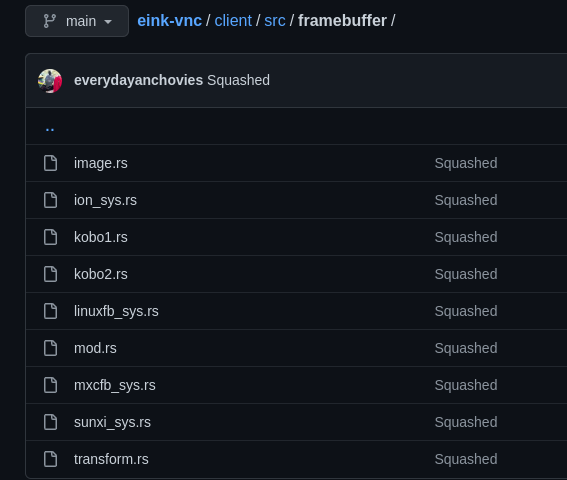 main eink-vnc / client / src / framebuffer /
everydayanchovies Squashed
..
image.rs Squashed
ion_sys.rs Squashed
kobo1.rs Squashed
kobo2.rs Squashed
linuxfb_sys.rs Squashed
mod.rs Squashed
mxcfb_sys.rs Squashed
sunxi_sys.rs Squashed
transform.rs Squashed